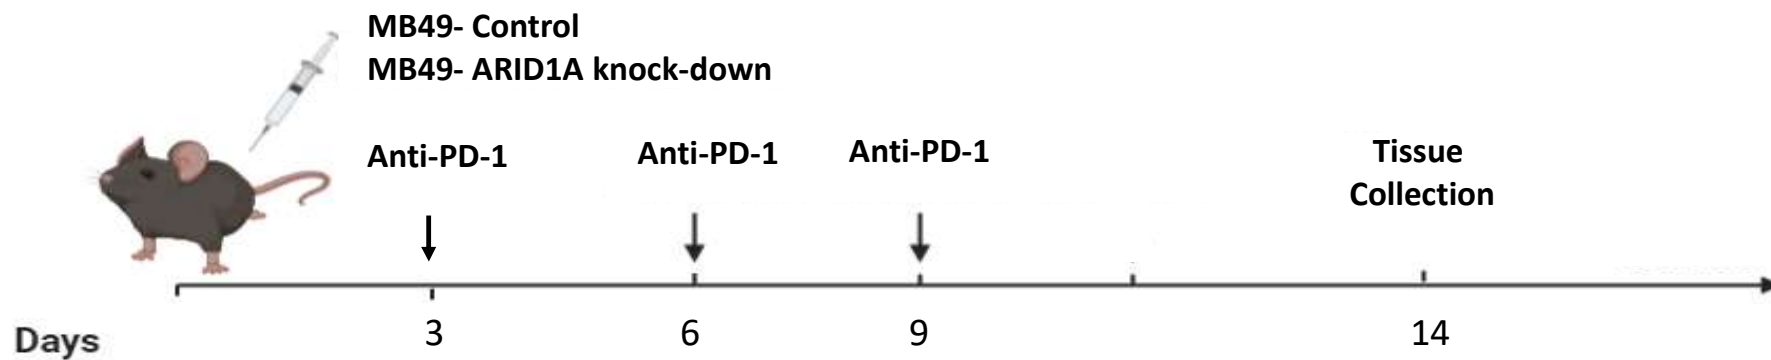 MB49- Control
MB49- ARID1A knock-down
Anti-PD-1 Anti-PD-1 Anti-PD-1
Tissue
Collection
Days 3 6 9 14